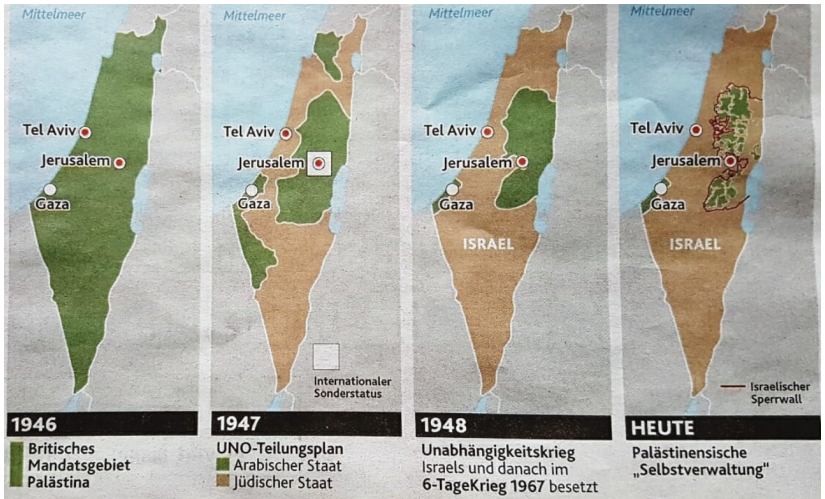 Mittelmeer
Tel Aviv
Jerusalem
Gaza
1946
Britisches
Mandatsgebiet
Palästina
Mittelmeer
Tel Aviv
Jerusalem
Gaza
Internationaler
Sonderstatus
1947
UNO-Teilungsplan
Arabischer Staat
Jüdischer Staat
Mittelmeer
Tel Aviv
Jerusalem
Gaza
ISRAEL
1948
Unabhängigkeitskrieg
Israels und danach im
6-TageKrieg 1967 besetzt
Mittelmeer
Tel Aviv
Jerusalem
Gaza
ISRAEL
Israelischer
Sperrwall
HEUTE
Palästinensische
„Selbstverwaltung“